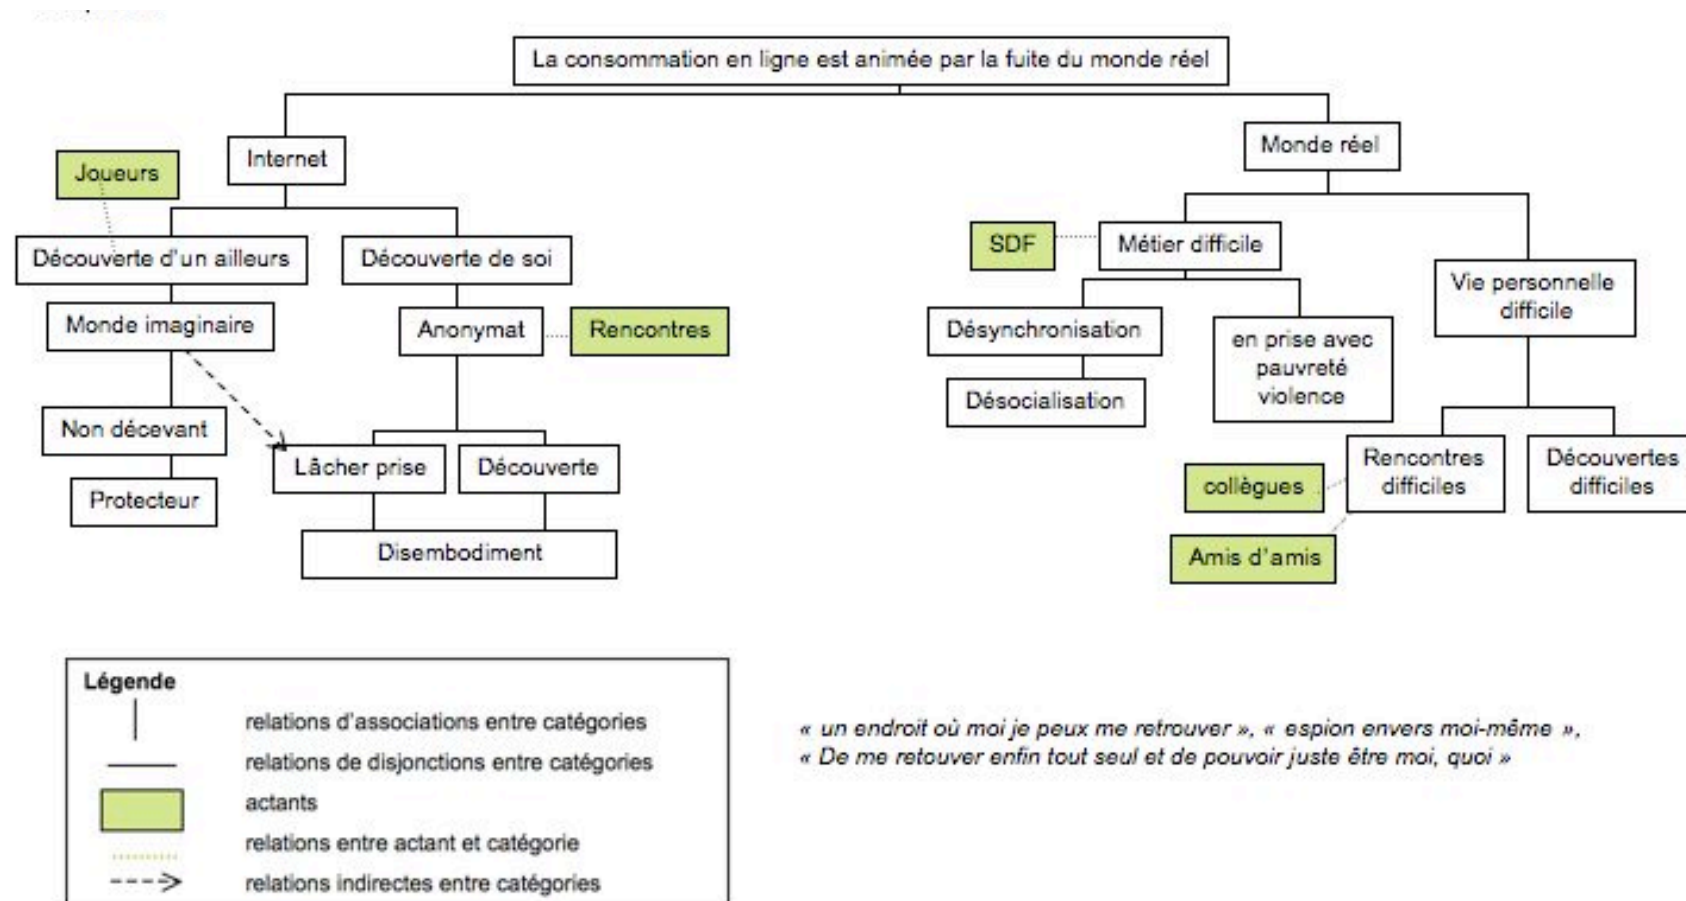 La consommation en ligne est animée par la fuite du monde réel
Internet
Monde réel
Joueurs
Découverte d'un ailleurs
Découverte de soi
SDF
Métier difficile
Vie personnelle
difficile
Monde imaginaire
Anonymat
Rencontres
Désynchronisation
en prise avec
pauvreté
violence
Désocialisation
Non décevant
Lâcher prise
Découverte
Rencontres
difficiles
Découvertes
difficiles
collègues
Protecteur
Disembodiment
Amis d'amis
Légende
relations d'associations entre catégories
relations de disjonctions entre catégories
actants
relations entre actant et catégorie
relations indirectes entre catégories
« un endroit où moi je peux me retrouver », « espion envers moi-même »,
« De me retouver enfin tout seul et de pouvoir juste être moi, quoi »